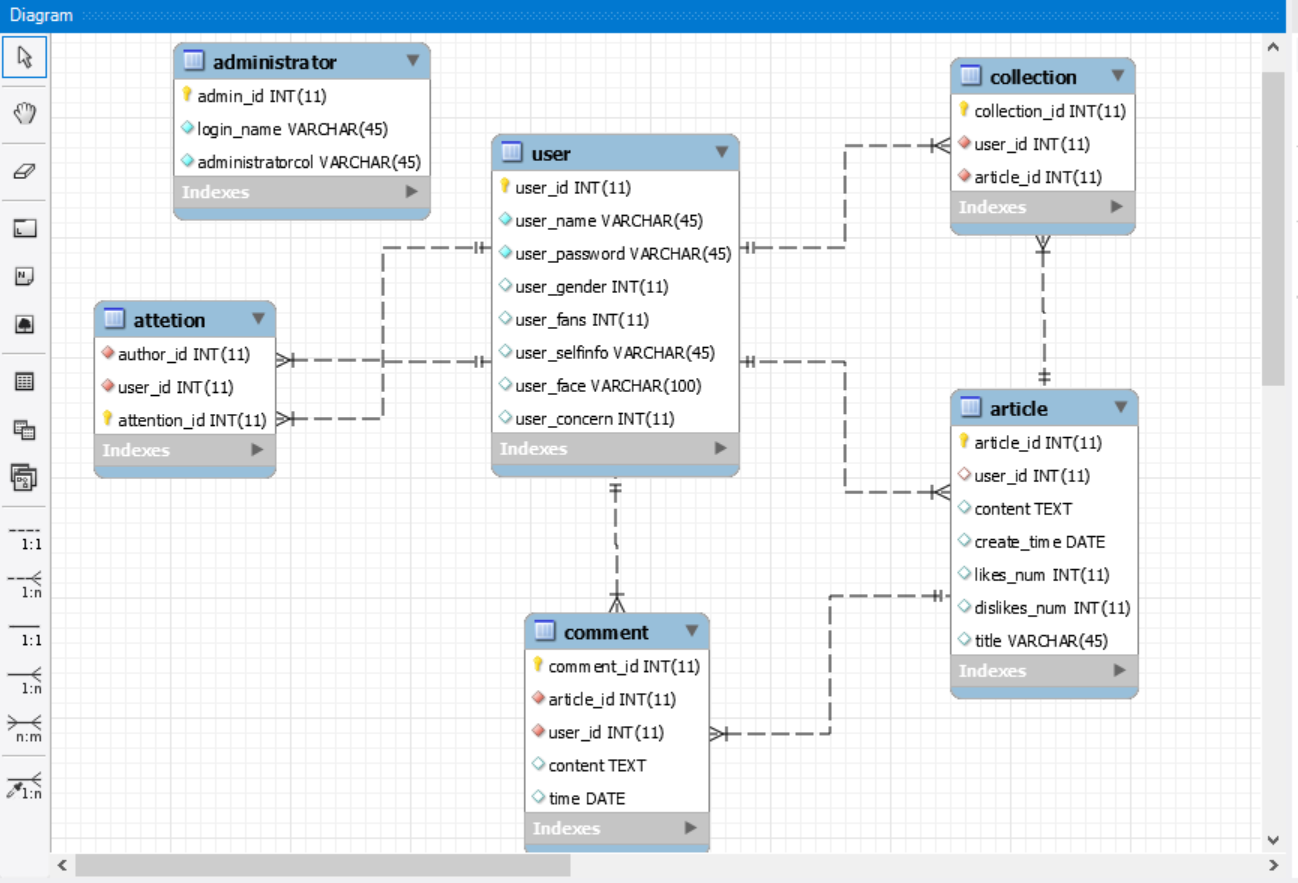 Diagram
administrator
admin_id INT(11)
login_name VARCHAR(45)
administratorcol VARCHAR(45)
Indexes
user
user_id INT(11)
user_name VARCHAR(45)
user_password VARCHAR(45)
user_gender INT(11)
user_fans INT(11)
user_selfinfo VARCHAR(45)
user_face VARCHAR(100)
user_concern INT(11)
Indexes
collection
collection_id INT(11)
user_id INT(11)
article_id INT(11)
Indexes
attetion
author_id INT(11)
user_id INT(11)
attention_id INT(11)
Indexes
article
article_id INT(11)
user_id INT(11)
content TEXT
create_time DATE
likes_num INT(11)
dislikes_num INT(11)
title VARCHAR(45)
Indexes
comment
comment_id INT(11)
article_id INT(11)
user_id INT(11)
content TEXT
time DATE
Indexes
N
1:1
1:n
1:1
1:n
n:m
1:n